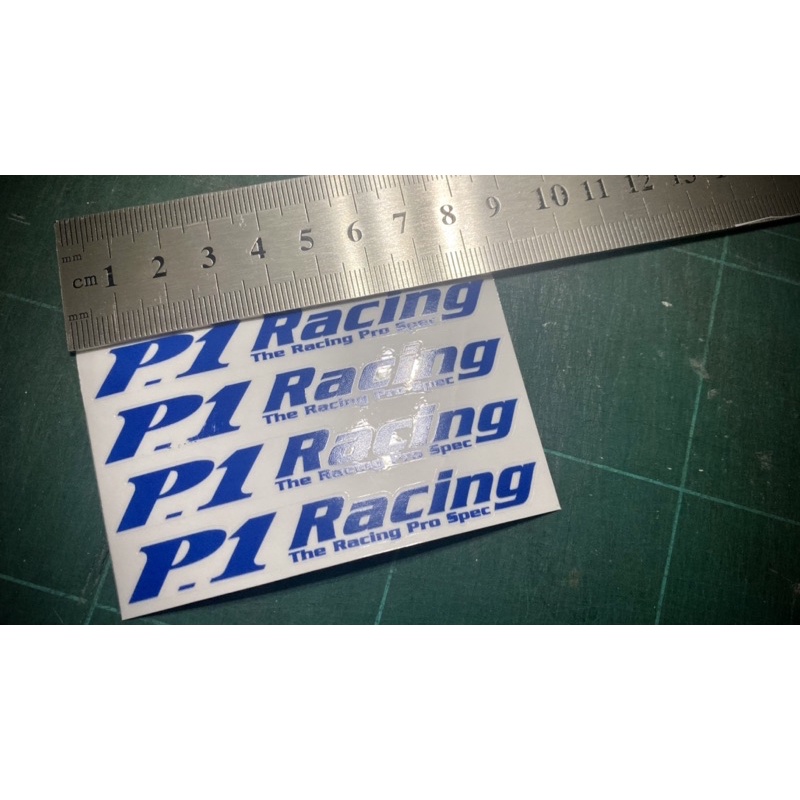 mm
cm 1 2 3 4 5 6 7 8 9 10 11 12 13
mm
P.1 Racing
The Racing Pro Spec
P.1 Racing
The Racing Pro Spec
P.1 Racing
The Racing Pro Spec
P.1 Racing
The Racing Pro Spec